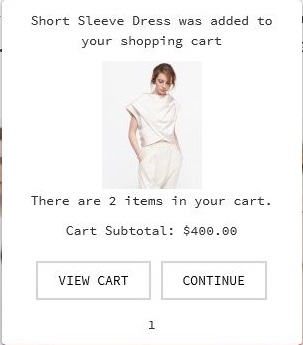 Short Sleeve Dress was added to
your shopping cart
There are 2 items in your cart.
Cart Subtotal: $400.00
VIEW CART CONTINUE
1